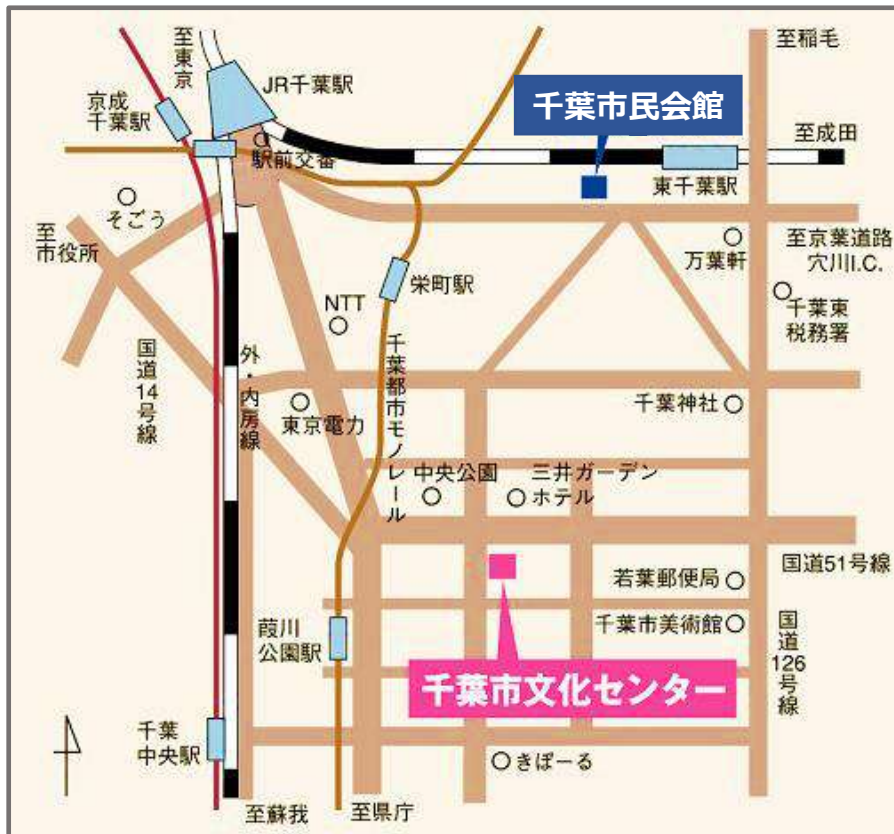 至東京
至稲毛
JR千葉駅
京成
千葉駅
千葉市民会館
至成田
駅前交番
東千葉駅
そごう
至
市役所
万葉軒
至京葉道路
穴川I.C.
栄町駅
NTT
千葉東
税務署
国道14号線
外・内房線
千葉都市モノレール
千葉神社
東京電力
中央公園
三井ガーデン
ホテル
国道51号線
若葉郵便局
葭川
公園駅
千葉市美術館
国道126号線
千葉市文化センター
千葉
中央駅
きぼーる
至蘇我
至県庁